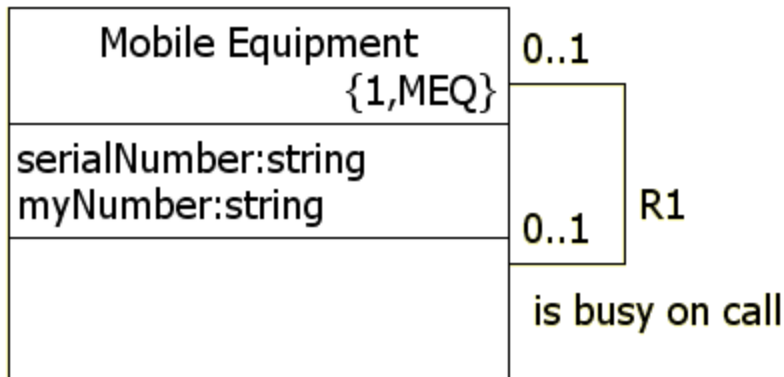 Mobile Equipment
{1,MEQ}
0..1
serialNumber:string
myNumber:string
R1
0..1
is busy on call